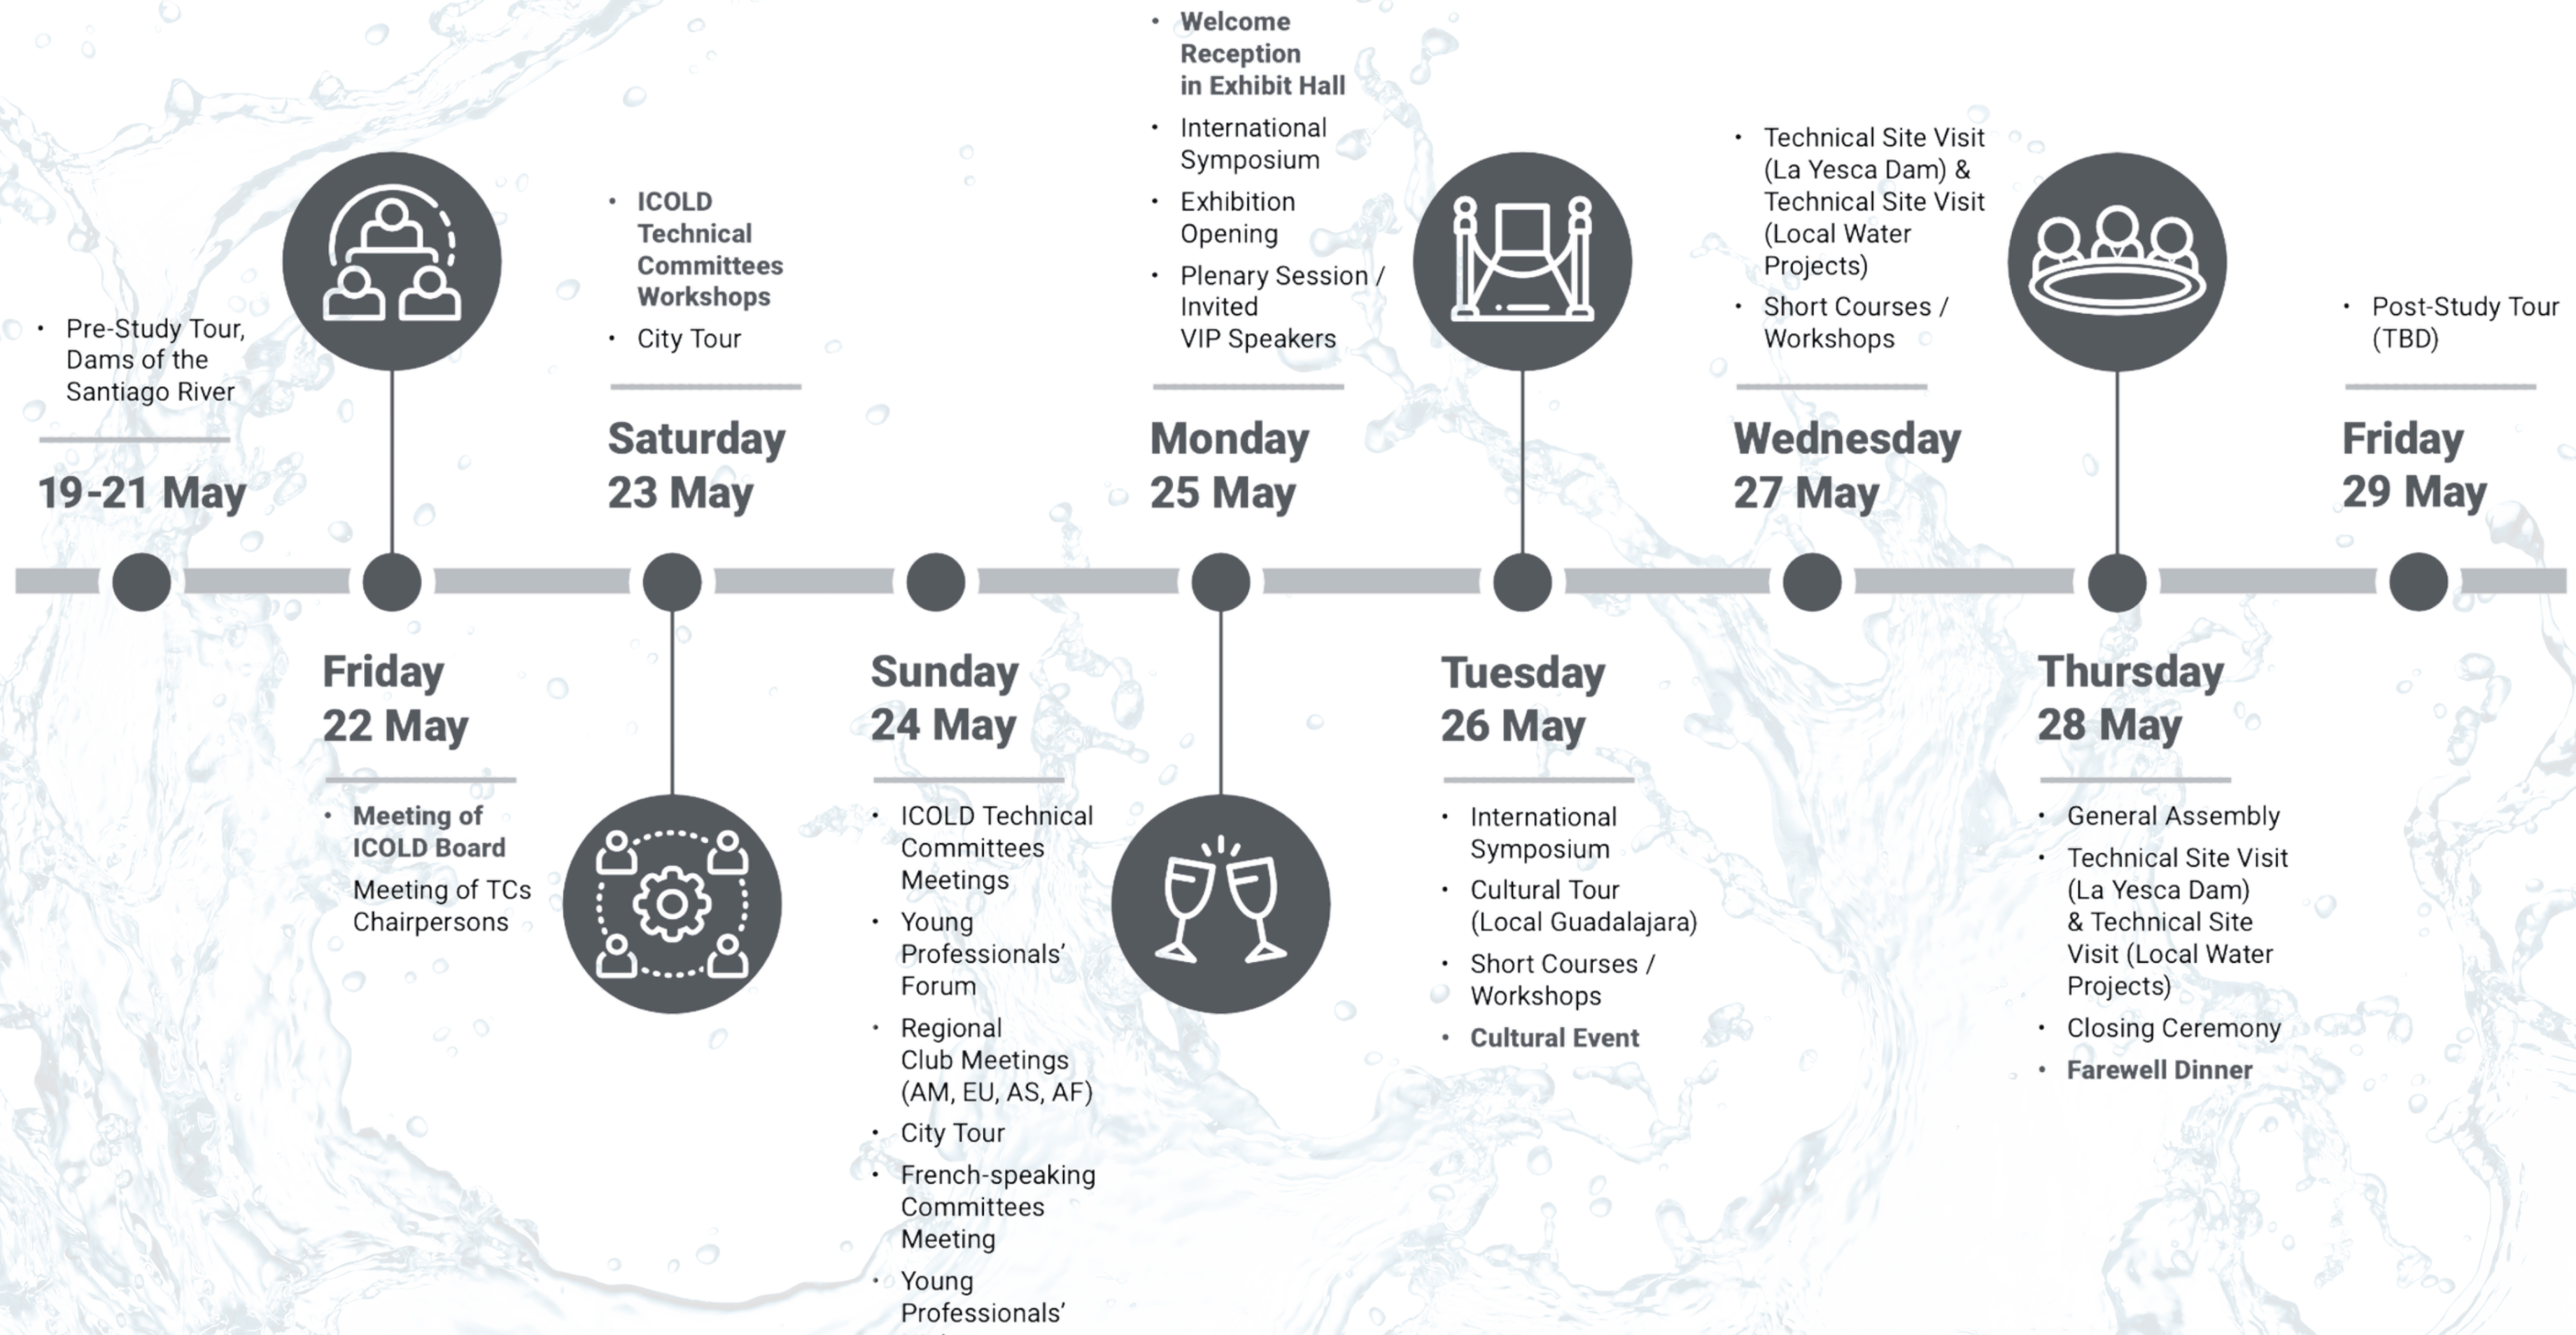 • Pre-Study Tour,
Dams of the
Santiago River
19-21 May
Friday
22 May
• Meeting of
ICOLD Board
Meeting of TCs
Chairpersons
• ICOLD
Technical
Committees
Workshops
• City Tour
Saturday
23 May
Sunday
24 May
• ICOLD Technical
Committees
Meetings
• Young
Professionals’
Forum
• Regional
Club Meetings
(AM, EU, AS, AF)
• City Tour
• French-speaking
Committees
Meeting
• Young
Professionals’
• Welcome
Reception
in Exhibit Hall
• International
Symposium
• Exhibition
Opening
• Plenary Session /
Invited
VIP Speakers
Monday
25 May
Tuesday
26 May
• International
Symposium
• Cultural Tour
(Local Guadalajara)
• Short Courses /
Workshops
• Cultural Event
• Technical Site Visit
(La Yesca Dam) &
Technical Site Visit
(Local Water
Projects)
• Short Courses /
Workshops
Wednesday
27 May
Thursday
28 May
• General Assembly
• Technical Site Visit
(La Yesca Dam)
& Technical Site
Visit (Local Water
Projects)
• Closing Ceremony
• Farewell Dinner
• Post-Study Tour
(TBD)
Friday
29 May